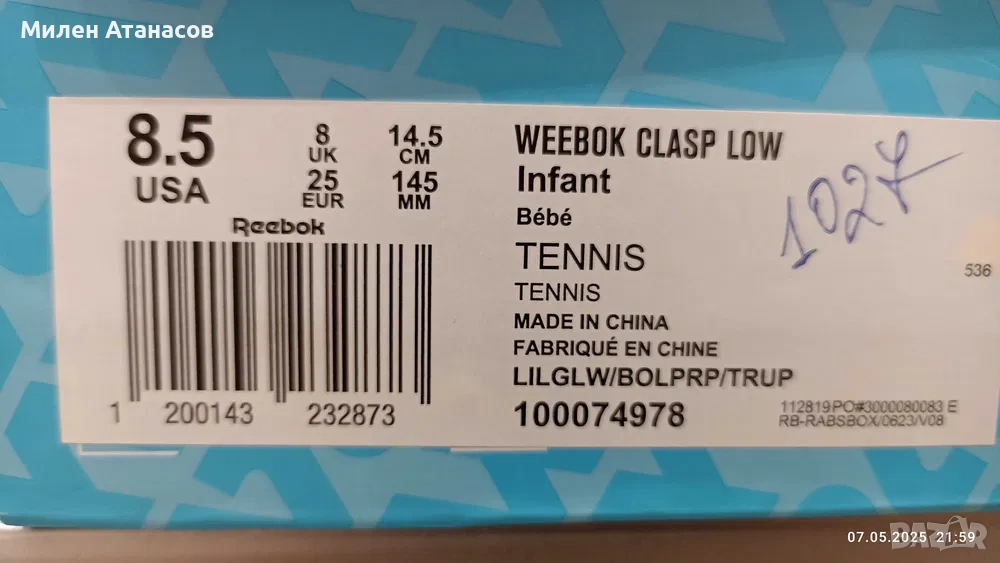 Милен Атанасов
8.5
USA
8
UK
25
EUR
14.5
CM
145
MM
Reebok
1 200143 232873
WEEBOK CLASP LOW
Infant
Bébé
TENNIS
TENNIS
MADE IN CHINA
FABRIQUÉ EN CHINE
LILGLW/BOLPRP/TRUP
100074978
1027
536
112819PO#3000080083 E
RB-RABSBOX/0623/V08
BAZAR
07.05.2025 21:59